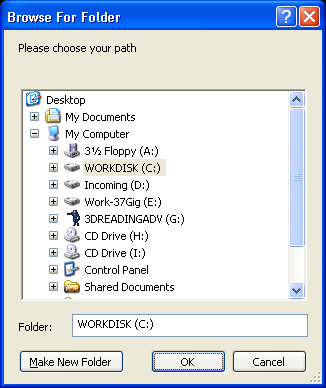 Browse For Folder
Please choose your path
Desktop
My Documents
My Computer
3½ Floppy (A:)
WORKDISK (C:)
Incoming (D:)
Work-37Gig (E:)
3DREADINGADV (G:)
CD Drive (H:)
CD Drive (I:)
Control Panel
Shared Documents
Folder: WORKDISK (C:)
Make New Folder OK Cancel